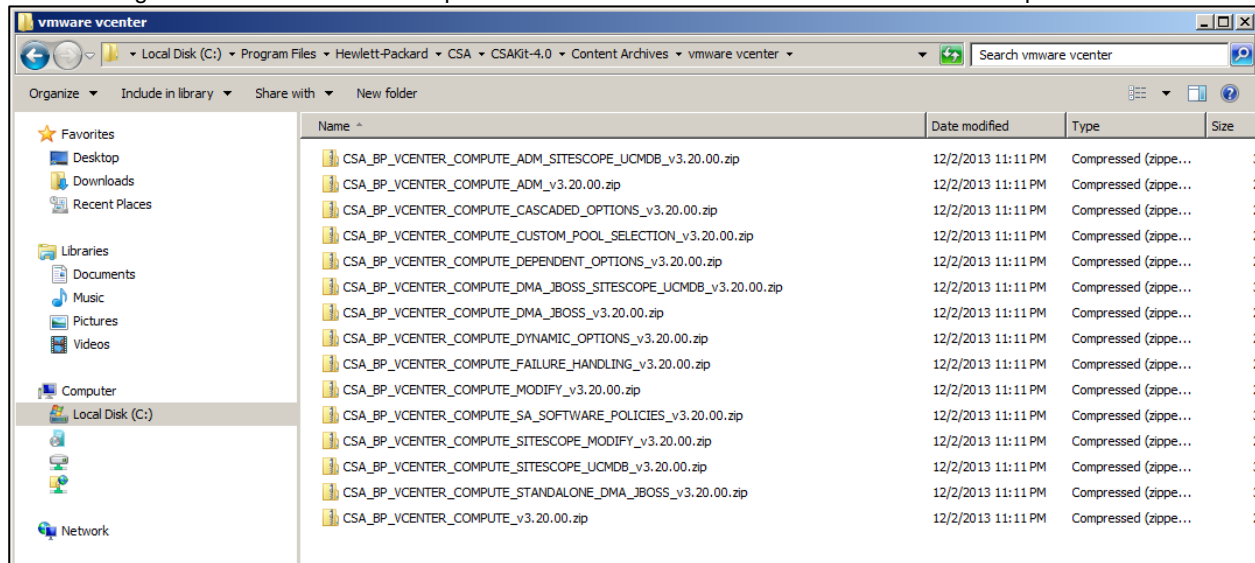 vmware vcenter
Local Disk (C:) Program Files Hewlett-Packard CSA CSAKit-4.0 Content Archives vmware vcenter Search vmware vcenter
Organize Include in library Share with New folder
Favorites
Desktop
Downloads
Recent Places
Libraries
Documents
Music
Pictures
Videos
Computer
Local Disk (C:)
Network
Name Date modified Type Size
CSA_BP_VCENTER_COMPUTE_ADM_SITESCOPE_UCMDB_v3.20.00.zip 12/2/2013 11:11 PM Compressed (zippe...
CSA_BP_VCENTER_COMPUTE_ADM_v3.20.00.zip 12/2/2013 11:11 PM Compressed (zippe...
CSA_BP_VCENTER_COMPUTE_CASCADED_OPTIONS_v3.20.00.zip 12/2/2013 11:11 PM Compressed (zippe...
CSA_BP_VCENTER_COMPUTE_CUSTOM_POOL_SELECTION_v3.20.00.zip 12/2/2013 11:11 PM Compressed (zippe...
CSA_BP_VCENTER_COMPUTE_DEPENDENT_OPTIONS_v3.20.00.zip 12/2/2013 11:11 PM Compressed (zippe...
CSA_BP_VCENTER_COMPUTE_DMA_JBOSS_SITESCOPE_UCMDB_v3.20.00.zip 12/2/2013 11:11 PM Compressed (zippe...
CSA_BP_VCENTER_COMPUTE_DMA_JBOSS_v3.20.00.zip 12/2/2013 11:11 PM Compressed (zippe...
CSA_BP_VCENTER_COMPUTE_DYNAMIC_OPTIONS_v3.20.00.zip 12/2/2013 11:11 PM Compressed (zippe...
CSA_BP_VCENTER_COMPUTE_FAILURE_HANDLING_v3.20.00.zip 12/2/2013 11:11 PM Compressed (zippe...
CSA_BP_VCENTER_COMPUTE_MODIFY_v3.20.00.zip 12/2/2013 11:11 PM Compressed (zippe...
CSA_BP_VCENTER_COMPUTE_SA_SOFTWARE_POLICIES_v3.20.00.zip 12/2/2013 11:11 PM Compressed (zippe...
CSA_BP_VCENTER_COMPUTE_SITESCOPE_MODIFY_v3.20.00.zip 12/2/2013 11:11 PM Compressed (zippe...
CSA_BP_VCENTER_COMPUTE_SITESCOPE_UCMDB_v3.20.00.zip 12/2/2013 11:11 PM Compressed (zippe...
CSA_BP_VCENTER_COMPUTE_STANDALONE_DMA_JBOSS_v3.20.00.zip 12/2/2013 11:11 PM Compressed (zippe...
CSA_BP_VCENTER_COMPUTE_v3.20.00.zip 12/2/2013 11:11 PM Compressed (zippe...